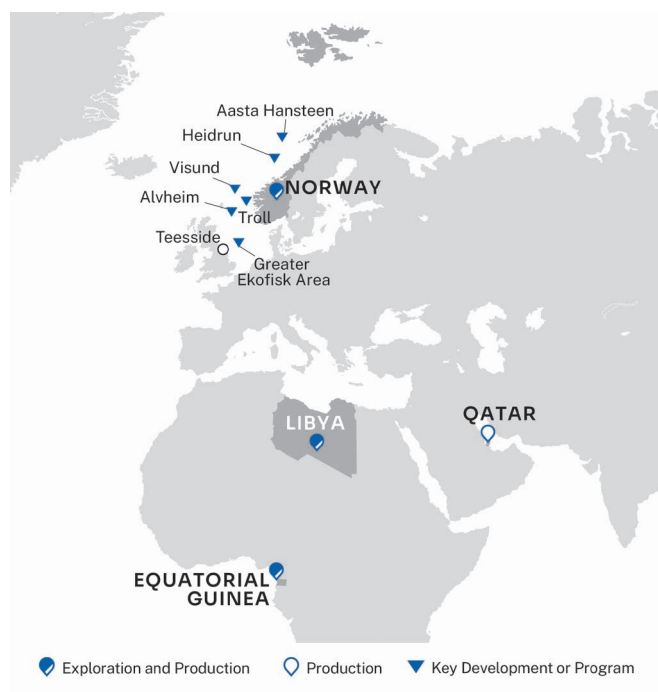 Aasta Hansteen
Heidrun
Visund
NORWAY
Alvheim
Troll
Teesside
Greater
Ekofisk Area
LIBYA
QATAR
EQUATORIAL
GUINEA
Exploration and Production
Production
Key Development or Program